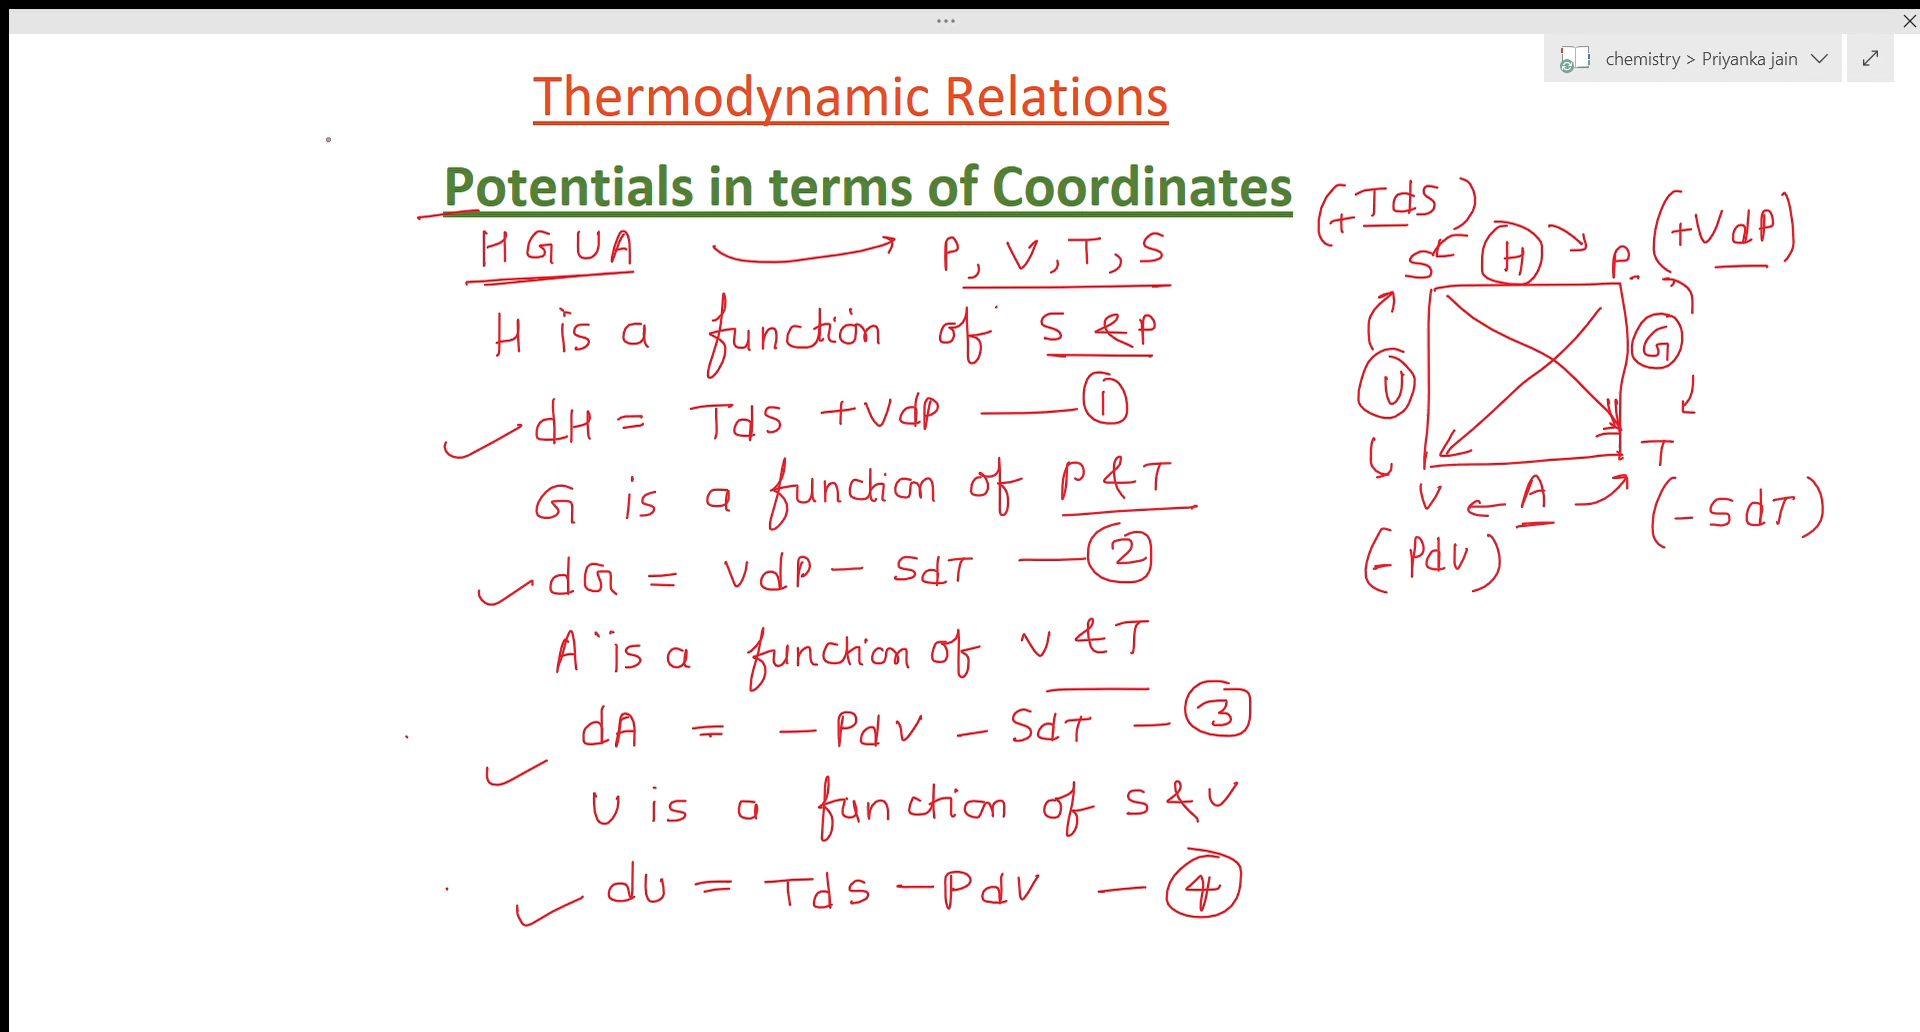 ...
chemistry > Priyanka jain
Thermodynamic Relations
Potentials in terms of Coordinates
H G U A → P, V, T, S
H is a function of S & P
dH = TdS + VdP — ①
G is a function of P & T
dG = VdP − SdT — ②
A is a function of V & T
dA = − PdV − SdT — ③
U is a function of S & V
dU = TdS − PdV — ④
(+TdS)
(+VdP)
S H P
U G
V ← A T
(− PdV)
(− SdT)